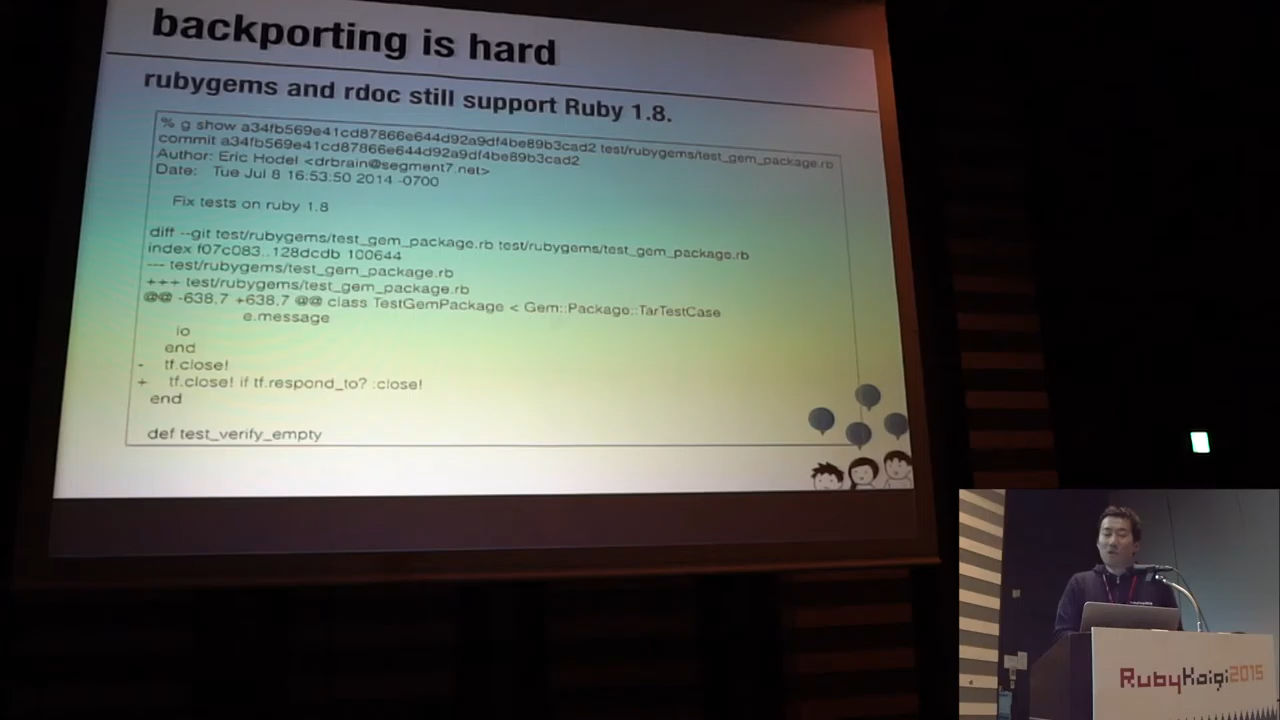 backporting is hard
rubygems and rdoc still support Ruby 1.8.
% g show a34fb569e41cd87866e644d92a9df4be89b3cad2 test/rubygems/test_gem_package.rb
commit a34fb569e41cd87866e644d92a9df4be89b3cad2
Author: Eric Hodel <drbrain@segment7.net>
Date: Tue Jul 8 16:53:50 2014 -0700
Fix tests on ruby 1.8
diff --git test/rubygems/test_gem_package.rb test/rubygems/test_gem_package.rb
index f07c083..128dcdb 100644
--- test/rubygems/test_gem_package.rb
+++ test/rubygems/test_gem_package.rb
@@ -638,7 +638,7 @@ class TestGemPackage < Gem::Package::TarTestCase
e.message
io
end
- tf.close!
+ tf.close! if tf.respond_to? :close!
end
def test_verify_empty
RubyKaigi2015